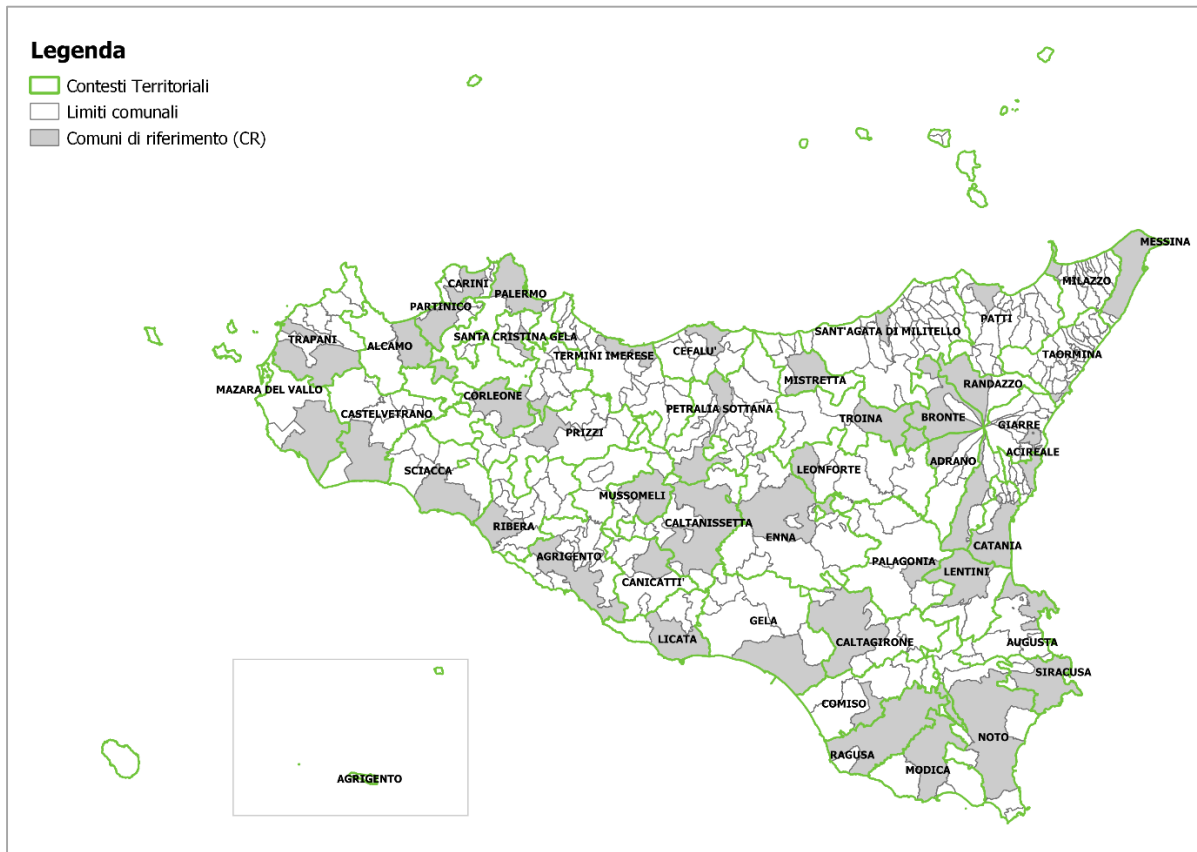 Legenda
Contesti Territoriali
Limiti comunali
Comuni di riferimento (CR)
MESSINA
CARINI
MILAZZO
PALERMO
PARTINICO
PATTI
SANT'AGATA DI MILITELLO
TRAPANI
ALCAMO
SANTA CRISTINA GELA
CEFALU'
TERMINI IMERESE
TAORMINA
MISTRETTA
RANDAZZO
MAZARA DEL VALLO
CORLEONE
CASTELVETRANO
PETRALIA SOTTANA
TROINA
BRONTE
GIARRE
PRIZZI
ACIREALE
ADRANO
SCIACCA
LEONFORTE
MUSSOMELI
RIBERA
CALTANISSETTA
ENNA
CATANIA
AGRIGENTO
PALAGONIA
LENTINI
CANICATTI'
GELA
LICATA
CALTAGIRONE
AUGUSTA
SIRACUSA
COMISO
NOTO
RAGUSA
MODICA
AGRIGENTO